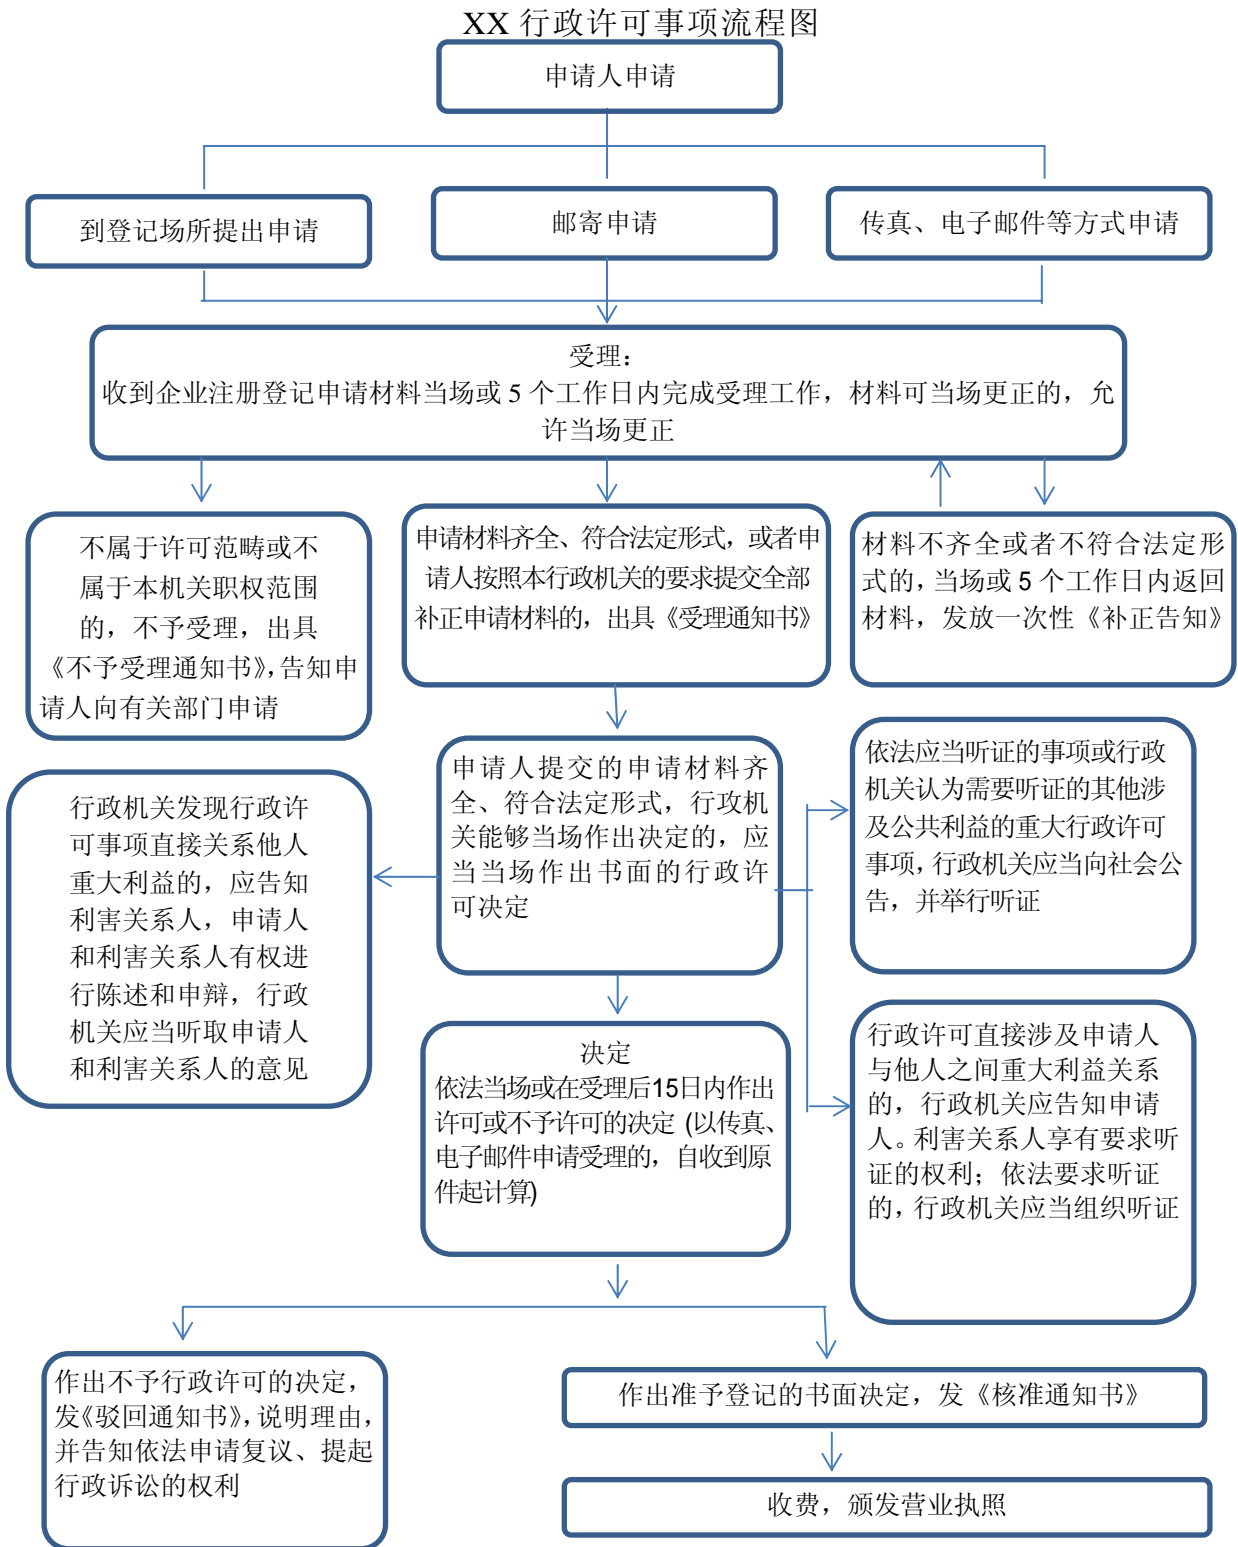 XX 行政许可事项流程图
申请人申请
到登记场所提出申请
邮寄申请
传真、电子邮件等方式申请
受理：
收到企业注册登记申请材料当场或 5 个工作日内完成受理工作，材料可当场更正的，允
许当场更正
不属于许可范畴或不
属于本机关职权范围
的，不予受理，出具
《不予受理通知书》，告知申
请人向有关部门申请
申请材料齐全、符合法定形式，或者申
请人按照本行政机关的要求提交全部
补正申请材料的，出具《受理通知书》
材料不齐全或者不符合法定形
式的，当场或 5 个工作日内返回
材料，发放一次性《补正告知》
行政机关发现行政许
可事项直接关系他人
重大利益的，应告知
利害关系人，申请人
和利害关系人有权进
行陈述和申辩，行政
机关应当听取申请人
和利害关系人的意见
申请人提交的申请材料齐
全、符合法定形式，行政机
关能够当场作出决定的，应
当当场作出书面的行政许
可决定
依法应当听证的事项或行政
机关认为需要听证的其他涉
及公共利益的重大行政许可
事项，行政机关应当向社会公
告，并举行听证
决定
依法当场或在受理后15日内作出
许可或不予许可的决定 (以传真、
电子邮件申请受理的，自收到原
件起计算)
行政许可直接涉及申请人
与他人之间重大利益关系
的，行政机关应告知申请
人。利害关系人享有要求听
证的权利；依法要求听证
的，行政机关应当组织听证
作出不予行政许可的决定，
发《驳回通知书》，说明理由，
并告知依法申请复议、提起
行政诉讼的权利
作出准予登记的书面决定，发《核准通知书》
收费，颁发营业执照